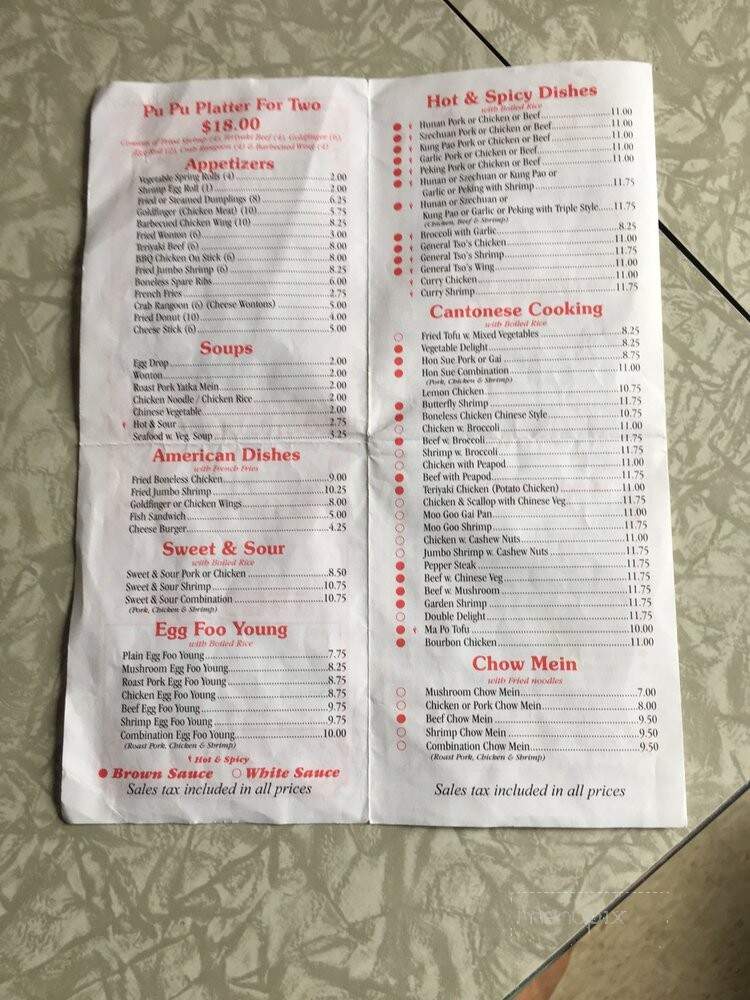 Pu Pu Platter For Two
$18.00
Consists of Fried Shrimp (4), Teriyaki Beef (4), Goldfinger (6),
Egg Roll (2), Crab Rangoon (4) & Barbecued Wing (4)
Appetizers
Vegetable Spring Rolls (4) 2.00
Shrimp Egg Roll (1) 2.00
Fried or Steamed Dumplings (8) 6.25
Goldfinger (Chicken Meat) (10) 5.75
Barbecued Chicken Wing (10) 8.25
Fried Wonton (6) 3.00
Teriyaki Beef (6) 8.00
BBQ Chicken On Stick (6) 8.00
Fried Jumbo Shrimp (6) 8.25
Boneless Spare Ribs 6.00
French Fries 2.75
Crab Rangoon (6) (Cheese Wontons) 5.00
Fried Donut (10) 4.00
Cheese Stick (6) 5.00
Soups
Egg Drop 2.00
Wonton 2.00
Roast Pork Yatka Mein 2.00
Chicken Noodle / Chicken Rice 2.00
Chinese Vegetable 2.00
Hot & Sour 2.75
Seafood w. Veg. Soup 3.25
American Dishes
with French Fries
Fried Boneless Chicken 9.00
Fried Jumbo Shrimp 10.25
Goldfinger or Chicken Wings 8.00
Fish Sandwich 5.00
Cheese Burger 4.25
Sweet & Sour
with Boiled Rice
Sweet & Sour Pork or Chicken 8.50
Sweet & Sour Shrimp 10.75
Sweet & Sour Combination 10.75
(Pork, Chicken & Shrimp)
Egg Foo Young
with Boiled Rice
Plain Egg Foo Young 7.75
Mushroom Egg Foo Young 8.25
Roast Pork Egg Foo Young 8.75
Chicken Egg Foo Young 8.75
Beef Egg Foo Young 9.75
Shrimp Egg Foo Young 9.75
Combination Egg Foo Young 10.00
(Roast Pork, Chicken & Shrimp)
Hot & Spicy
Brown Sauce White Sauce
Sales tax included in all prices
Hot & Spicy Dishes
with Boiled Rice
Hunan Pork or Chicken or Beef 11.00
Szechuan Pork or Chicken or Beef 11.00
Kung Pao Pork or Chicken or Beef 11.00
Garlic Pork or Chicken or Beef 11.00
Peking Pork or Chicken or Beef 11.00
Hunan or Szechuan or Kung Pao or
Garlic or Peking with Shrimp 11.75
Hunan or Szechuan or
Kung Pao or Garlic or Peking with Triple Style 11.75
(Chicken, Beef & Shrimp)
Broccoli with Garlic 8.25
General Tso's Chicken 11.00
General Tso's Shrimp 11.75
General Tso's Wing 11.00
Curry Chicken 11.00
Curry Shrimp 11.75
Cantonese Cooking
with Boiled Rice
Fried Tofu w. Mixed Vegetables 8.25
Vegetable Delight 8.25
Hon Sue Pork or Gai 8.75
Hon Sue Combination 11.00
(Pork, Chicken & Shrimp)
Lemon Chicken 10.75
Butterfly Shrimp 11.75
Boneless Chicken Chinese Style 10.75
Chicken w. Broccoli 11.00
Beef w. Broccoli 11.75
Shrimp w. Broccoli 11.75
Chicken with Peapod 11.00
Beef with Peapod 11.75
Teriyaki Chicken (Potato Chicken) 11.00
Chicken & Scallop with Chinese Veg 11.75
Moo Goo Gai Pan 11.00
Moo Goo Shrimp 11.75
Chicken w. Cashew Nuts 11.00
Jumbo Shrimp w. Cashew Nuts 11.75
Pepper Steak 11.75
Beef w. Chinese Veg 11.75
Beef w. Mushroom 11.75
Garden Shrimp 11.75
Double Delight 11.75
Ma Po Tofu 10.00
Bourbon Chicken 11.00
Chow Mein
with Fried noodles
Mushroom Chow Mein 7.00
Chicken or Pork Chow Mein 8.00
Beef Chow Mein 9.50
Shrimp Chow Mein 9.50
Combination Chow Mein 9.50
(Roast Pork, Chicken & Shrimp)
Sales tax included in all prices
menupix